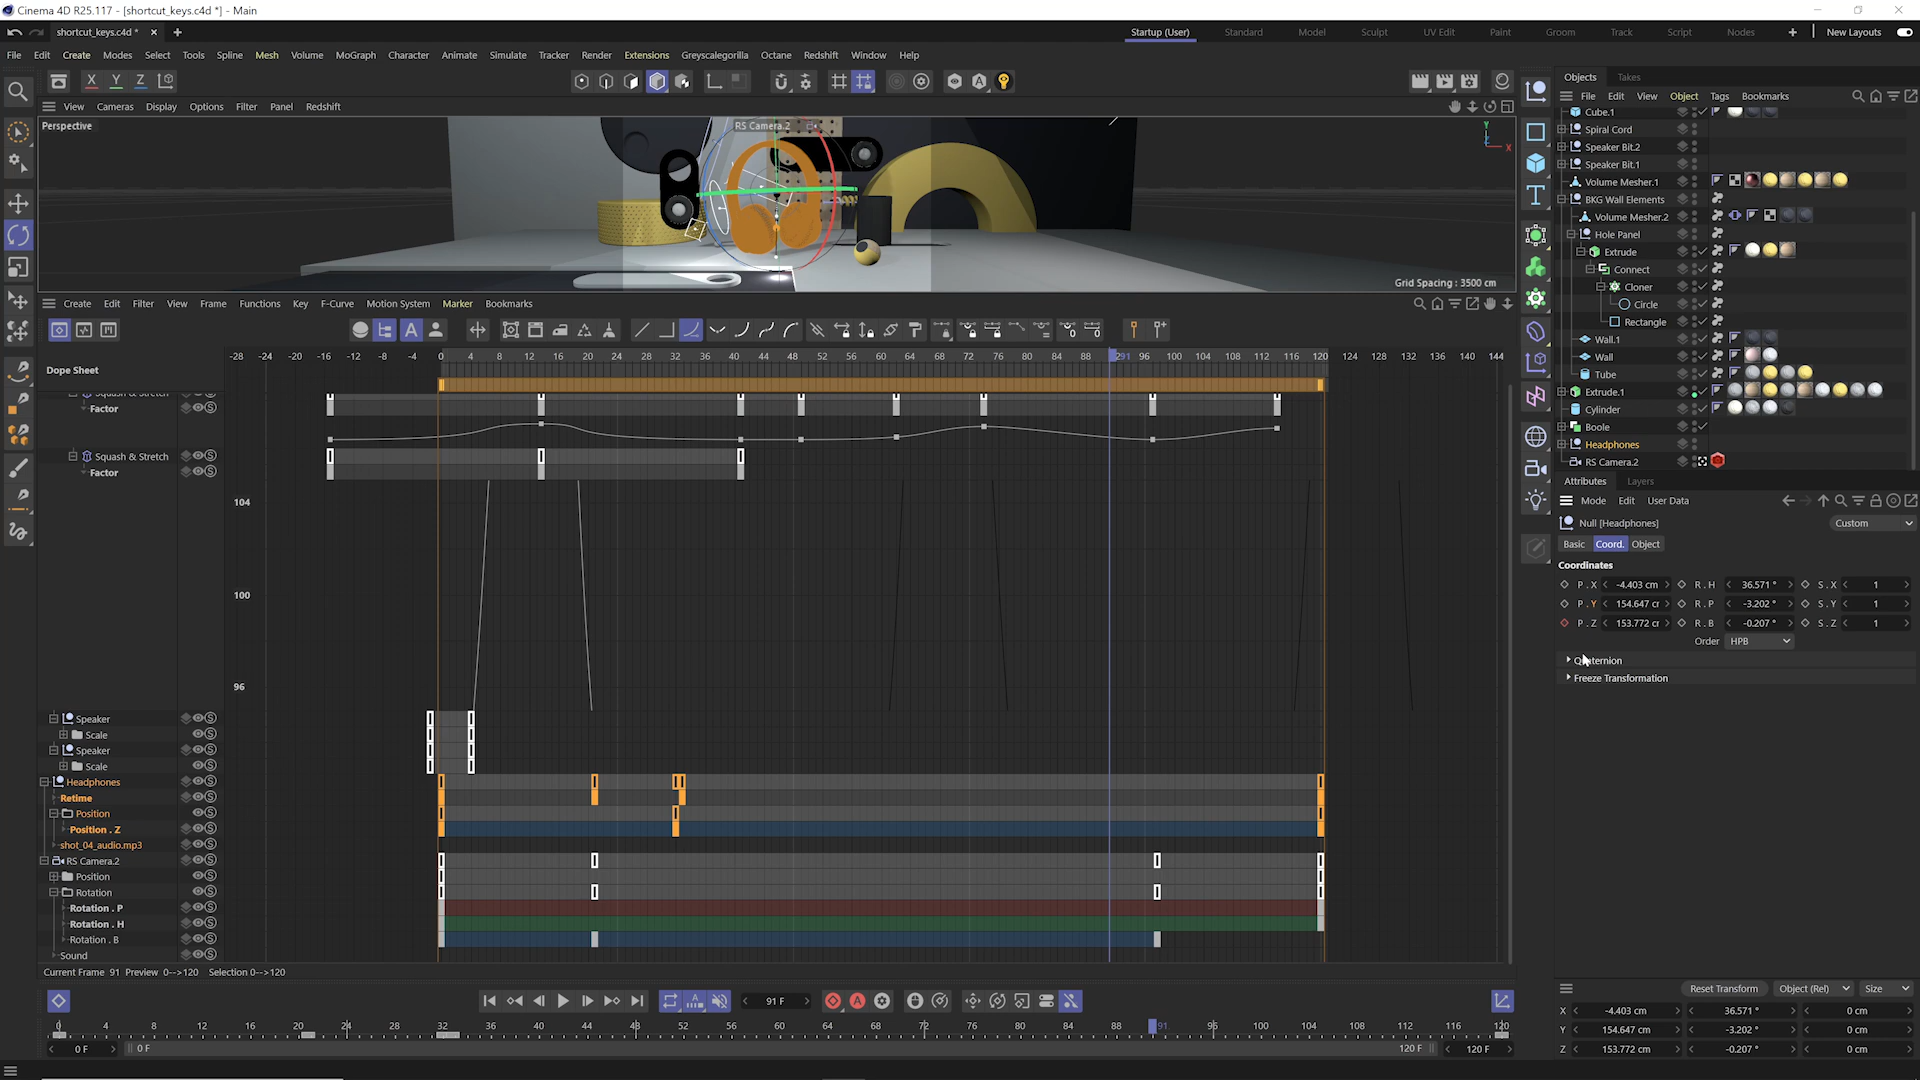 Cinema 4D R25.117 - [shortcut_keys.c4d *] - Main
shortcut_keys.c4d *
Startup (User) Standard Model Sculpt UV Edit Paint Groom Track Script Nodes New Layouts
File Edit Create Modes Select Tools Spline Mesh Volume MoGraph Character Animate Simulate Tracker Render Extensions Greyscalegorilla Octane Redshift Window Help
X Y Z
View Cameras Display Options Filter Panel Redshift
Perspective
RS Camera.2
Y
X
Grid Spacing : 3500 cm
Create Edit Filter View Frame Functions Key F-Curve Motion System Marker Bookmarks
Dope Sheet
-28 -24 -20 -16 -12 -8 -4 0 4 8 12 16 20 24 28 32 36 40 44 48 52 56 60 64 68 72 76 80 84 88 91 96 100 104 108 112 116 120 124 128 132 136 140 144
Squash & Stretch
Factor
Squash & Stretch
Factor
104
100
96
Speaker
Scale
Speaker
Scale
Headphones
Retime
Position
Position . Z
shot_04_audio.mp3
RS Camera.2
Position
Rotation
Rotation . P
Rotation . H
Rotation . B
Sound
Current Frame 91 Preview 0-->120 Selection 0-->120
91 F
0 4 8 12 16 20 24 28 32 36 40 44 48 52 56 60 64 68 72 76 80 84 88 91 96 100 104 108 112 116 120
0 F 0 F 120 F 120 F
Objects Takes
File Edit View Object Tags Bookmarks
Cube.1
Spiral Cord
Speaker Bit.2
Speaker Bit.1
Volume Mesher.1
BKG Wall Elements
Volume Mesher.2
Hole Panel
Extrude
Connect
Cloner
Circle
Rectangle
Wall.1
Wall
Tube
Extrude.1
Cylinder
Boole
Headphones
RS Camera.2
Attributes Layers
Mode Edit User Data
Null [Headphones] Custom
Basic Coord. Object
Coordinates
P . X -4.403 cm R . H 36.571 ° S . X 1
P . Y 154.647 cr R . P -3.202 ° S . Y 1
P . Z 153.772 cr R . B -0.207 ° S . Z 1
Order HPB
Quaternion
Freeze Transformation
Reset Transform Object (Rel) Size
X -4.403 cm 36.571 ° 0 cm
Y 154.647 cm -3.202 ° 0 cm
Z 153.772 cm -0.207 ° 0 cm